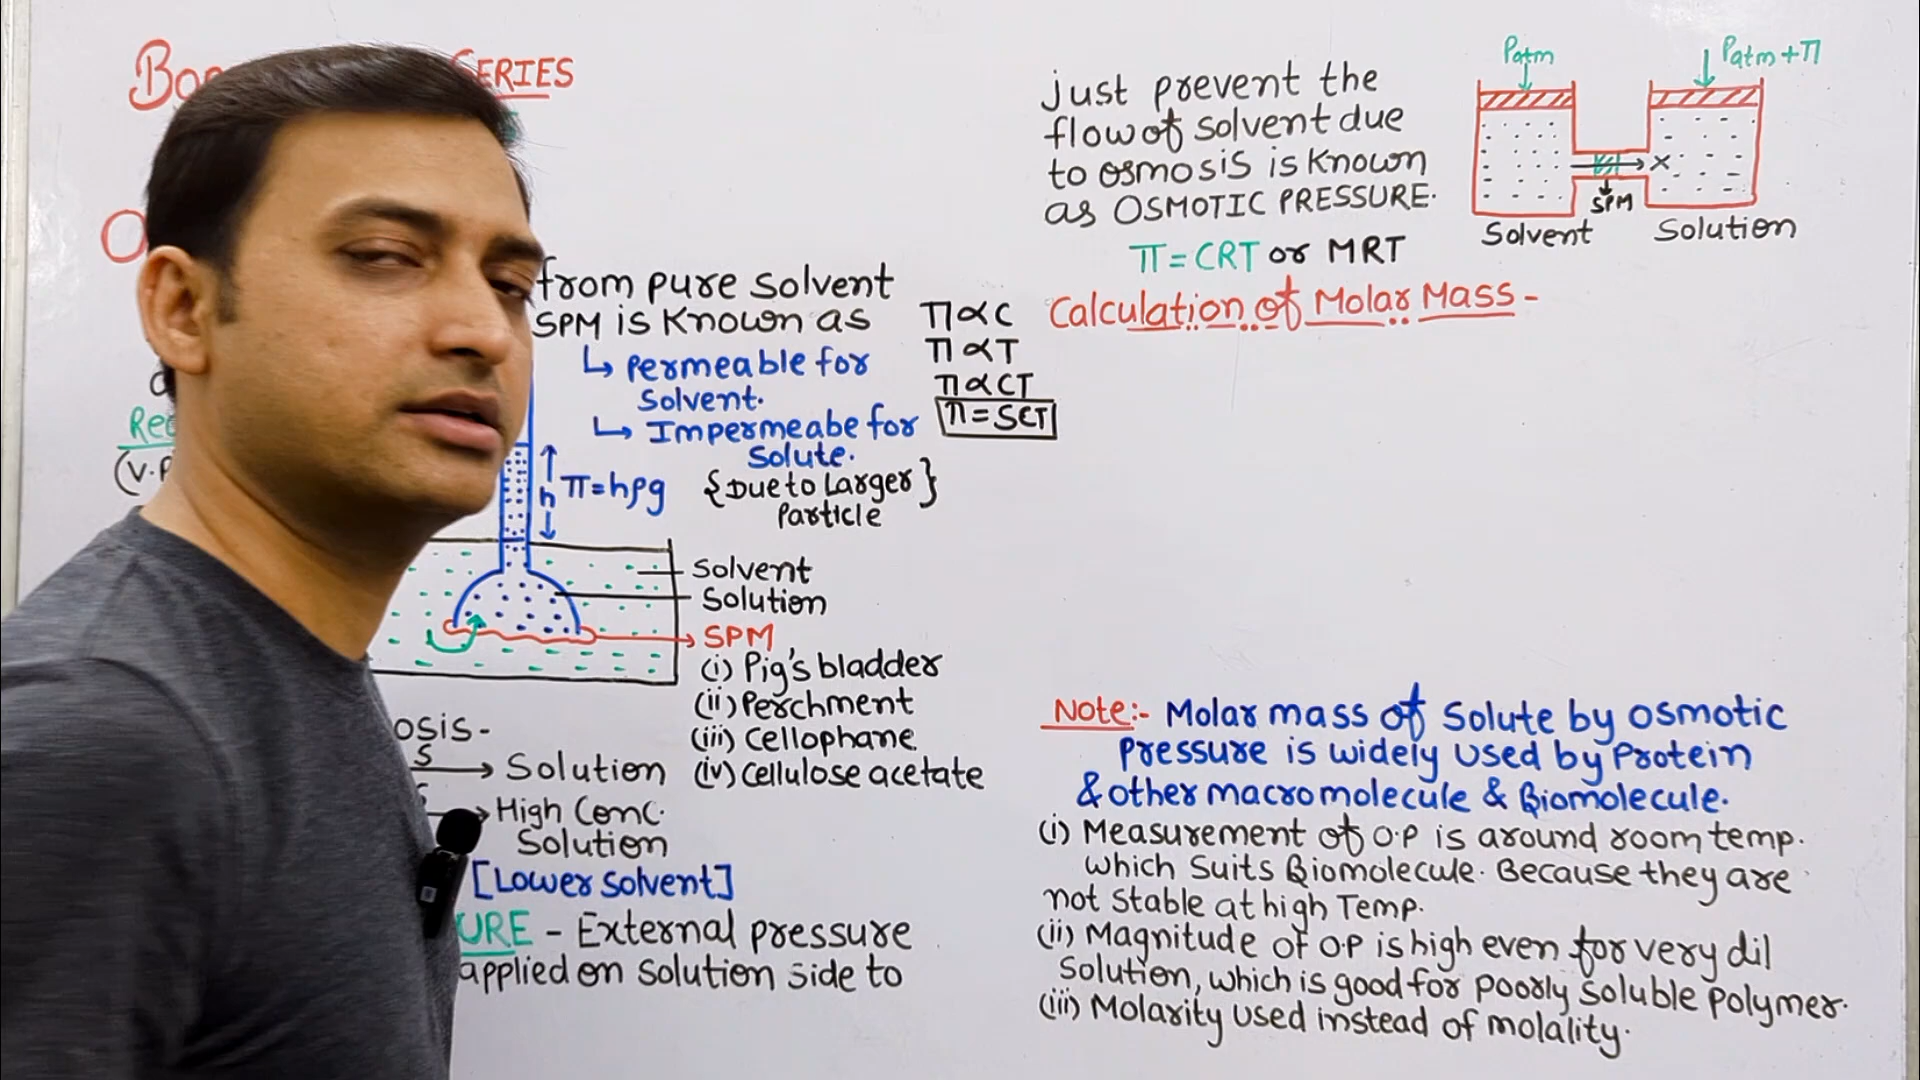 SERIES
from pure solvent
SPM is known as
↳ permeable for
solvent.
↳ Impermeabe for
solute.
{Due to Larger
particle}
π=hρg
h
π∝C
π∝T
π∝CT
π=SCT
Solvent
Solution
SPM
(i) Pig's bladder
(ii) Perchment
(iii) Cellophane
(iv) Cellulose acetate
OSIS-
S → Solution
→ High Conc.
Solution
[Lower solvent]
URE - External pressure
applied on solution side to
just prevent the
flow of solvent due
to osmosis is known
as OSMOTIC PRESSURE.
π=CRT or MRT
Patm
Patm+π
x
SPM
Solvent
Solution
Calculation of Molar Mass-
Note:- Molar mass of solute by osmotic
pressure is widely used by protein
& other macromolecule & Biomolecule.
(i) Measurement of O.P is around room temp.
which suits Biomolecule. Because they are
not stable at high Temp.
(ii) Magnitude of O.P is high even for very dil
solution, which is good for poorly soluble polymer.
(iii) Molarity used instead of molality.